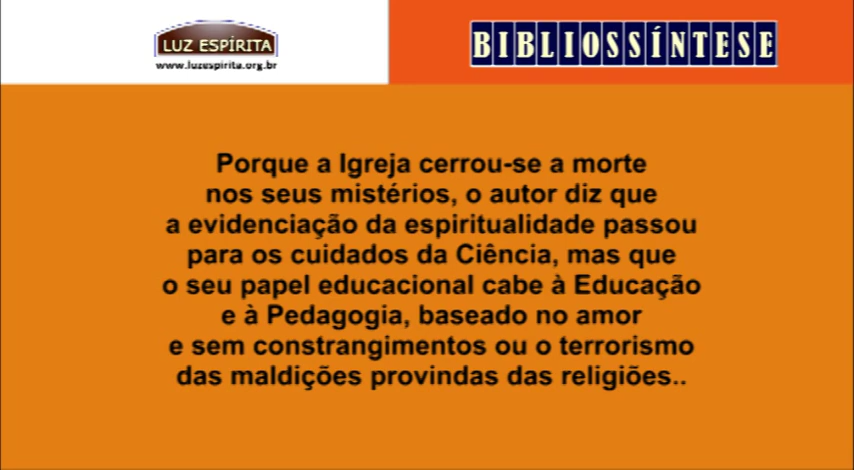 LUZ ESPÍRITA
www.luzespirita.org.br
BIBLIOSSÍNTESE
Porque a Igreja cerrou-se a morte
nos seus mistérios, o autor diz que
a evidenciação da espiritualidade passou
para os cuidados da Ciência, mas que
o seu papel educacional cabe à Educação
e à Pedagogia, baseado no amor
e sem constrangimentos ou o terrorismo
das maldições provindas das religiões..